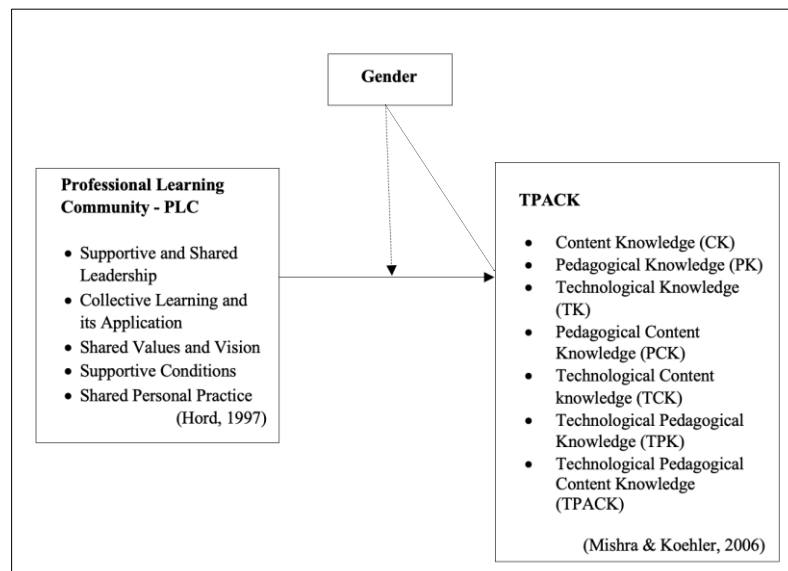 Gender
Professional Learning
Community - PLC
• Supportive and Shared
Leadership
• Collective Learning and
its Application
• Shared Values and Vision
• Supportive Conditions
• Shared Personal Practice
(Hord, 1997)
TPACK
• Content Knowledge (CK)
• Pedagogical Knowledge (PK)
• Technological Knowledge
(TK)
• Pedagogical Content
Knowledge (PCK)
• Technological Content
knowledge (TCK)
• Technological Pedagogical
Knowledge (TPK)
• Technological Pedagogical
Content Knowledge
(TPACK)
(Mishra & Koehler, 2006)